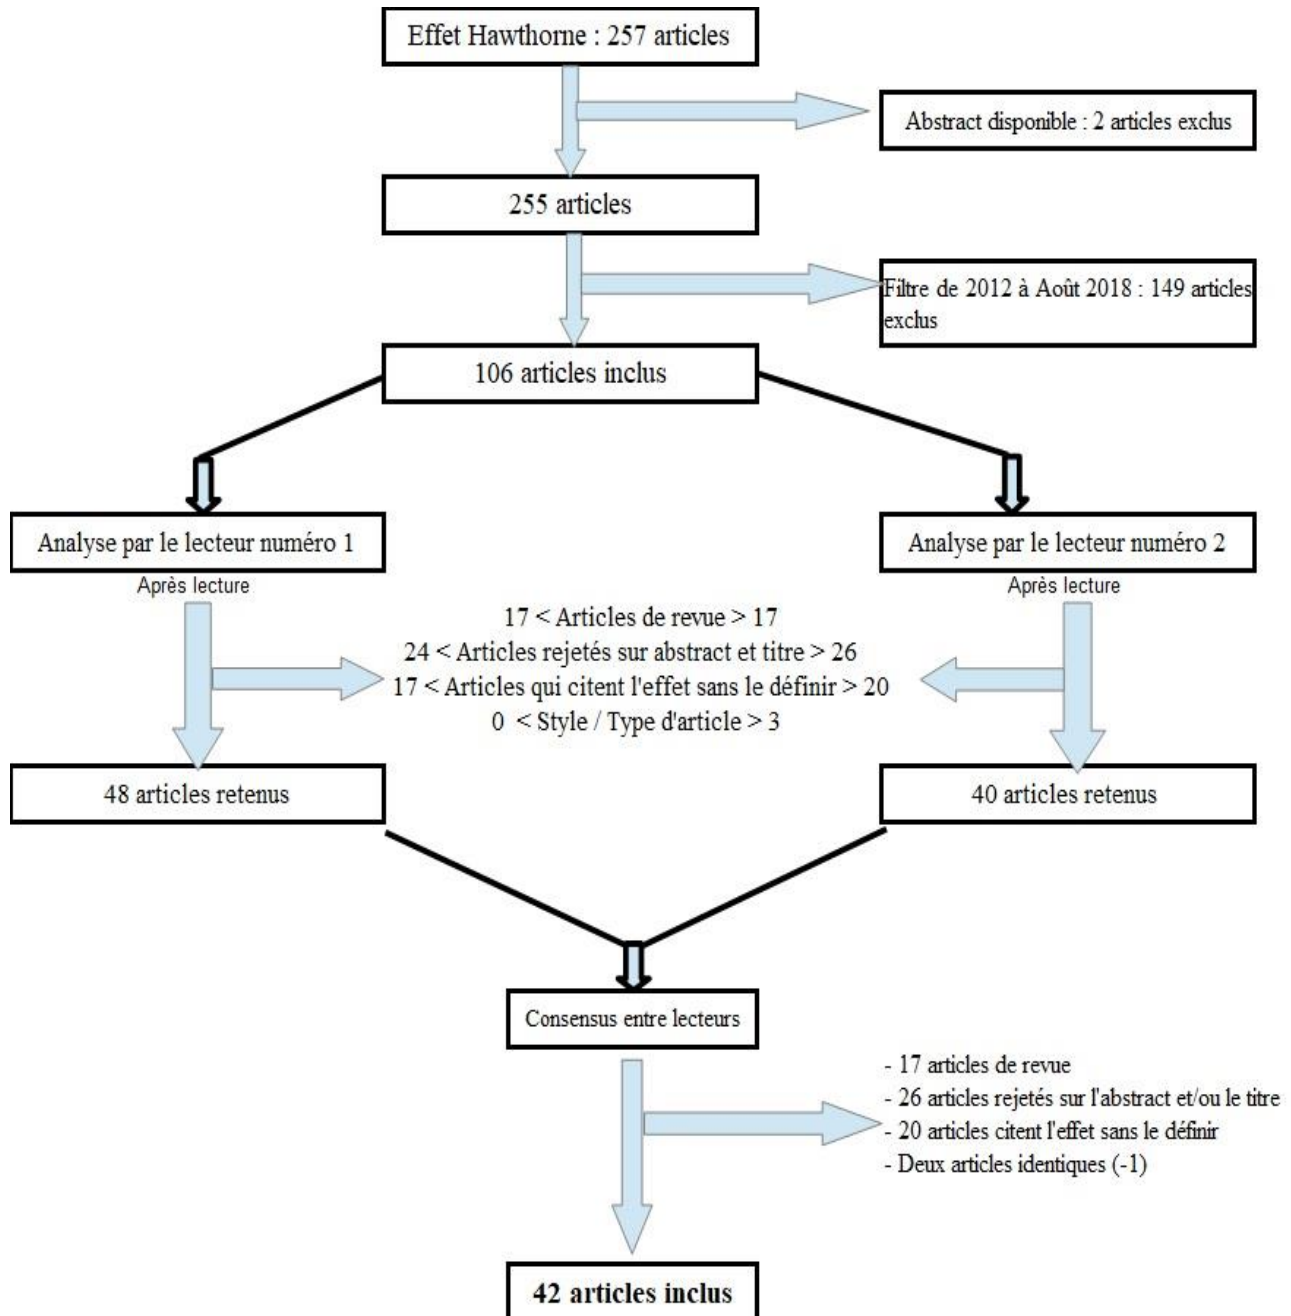 Effet Hawthorne : 257 articles
Abstract disponible : 2 articles exclus
255 articles
Filtre de 2012 à Août 2018 : 149 articles
exclus
106 articles inclus
Analyse par le lecteur numéro 1
Analyse par le lecteur numéro 2
Après lecture
Après lecture
17 < Articles de revue > 17
24 < Articles rejetés sur abstract et titre > 26
17 < Articles qui citent l'effet sans le définir > 20
0 < Style / Type d'article > 3
48 articles retenus
40 articles retenus
Consensus entre lecteurs
- 17 articles de revue
- 26 articles rejetés sur l'abstract et/ou le titre
- 20 articles citent l'effet sans le définir
- Deux articles identiques (-1)
42 articles inclus